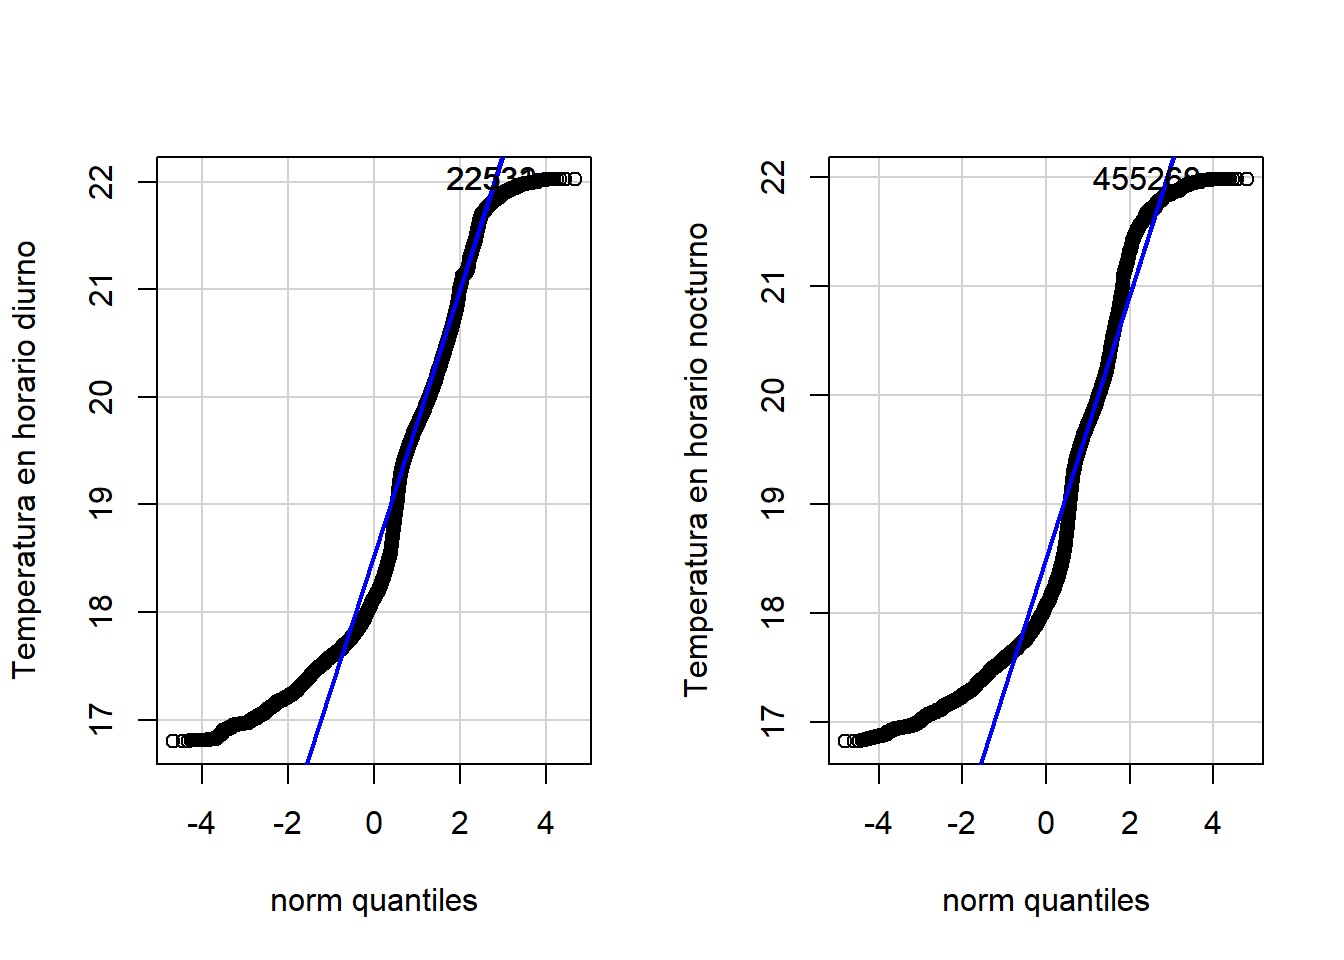 Temperatura en horario diurno
22
21
20
19
18
17
-4 -2 0 2 4
norm quantiles
Temperatura en horario nocturno
22
21
20
19
18
17
-4 -2 0 2 4
norm quantiles